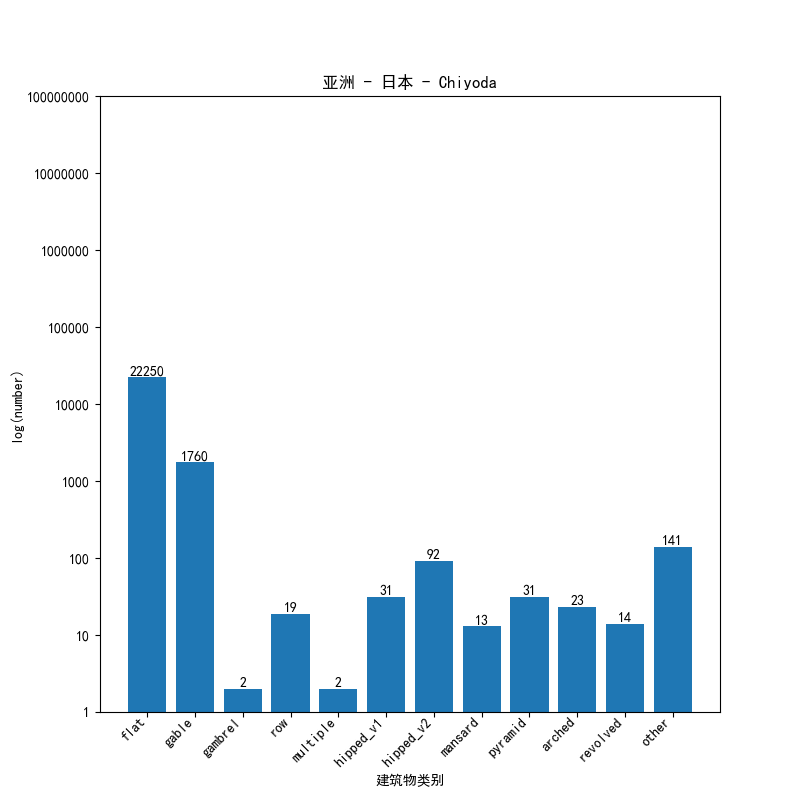 亚洲 - 日本 - Chiyoda
100000000
10000000
1000000
100000
10000
1000
100
10
1
log(number)
22250
1760
2
19
2
31
92
13
31
23
14
141
flat
gable
gambrel
row
multiple
hipped_v1
hipped_v2
mansard
pyramid
arched
revolved
other
建筑物类别